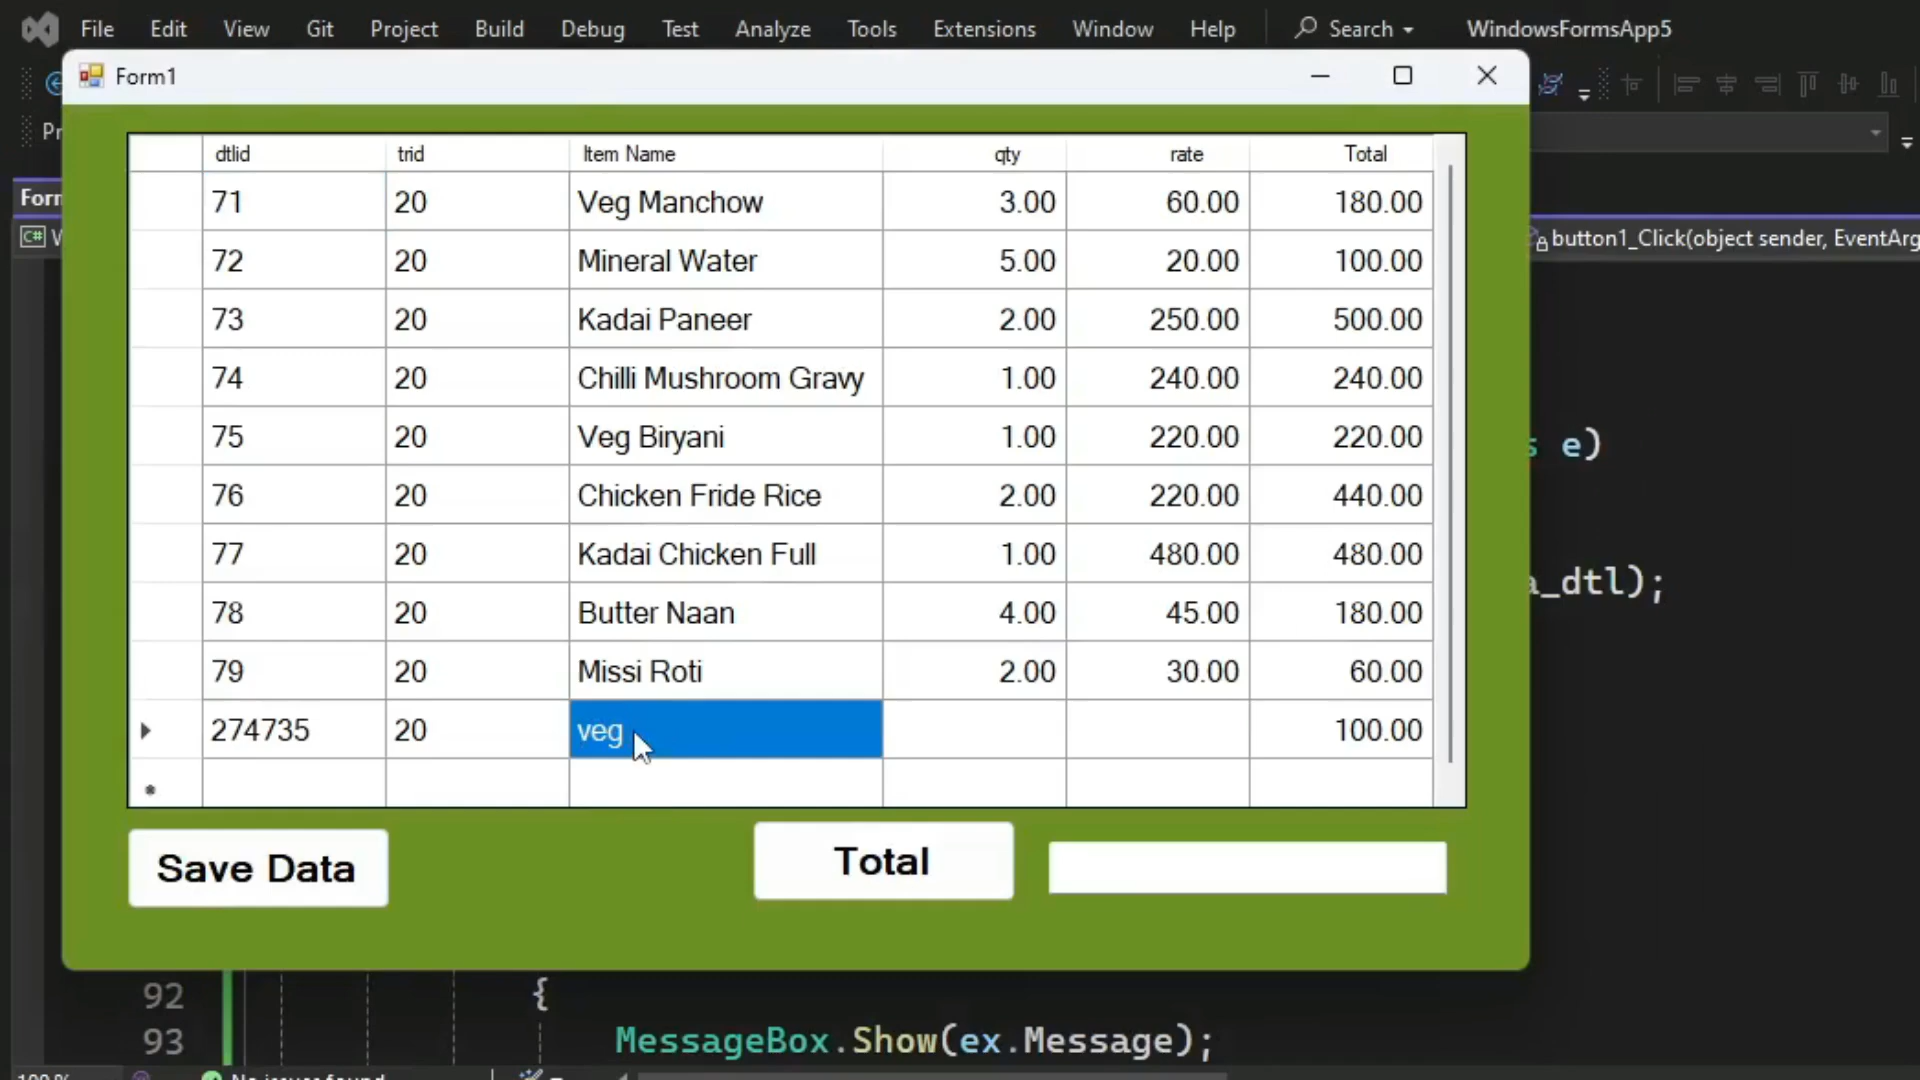 File Edit View Git Project Build Debug Test Analyze Tools Extensions Window Help Search WindowsFormsApp5
Form1
dtlid trid Item Name qty rate Total
71 20 Veg Manchow 3.00 60.00 180.00
72 20 Mineral Water 5.00 20.00 100.00
73 20 Kadai Paneer 2.00 250.00 500.00
74 20 Chilli Mushroom Gravy 1.00 240.00 240.00
75 20 Veg Biryani 1.00 220.00 220.00
76 20 Chicken Fride Rice 2.00 220.00 440.00
77 20 Kadai Chicken Full 1.00 480.00 480.00
78 20 Butter Naan 4.00 45.00 180.00
79 20 Missi Roti 2.00 30.00 60.00
274735 20 veg 100.00
Save Data Total
button1_Click(object sender, EventArg
e)
_dtl);
92 {
93 MessageBox.Show(ex.Message);